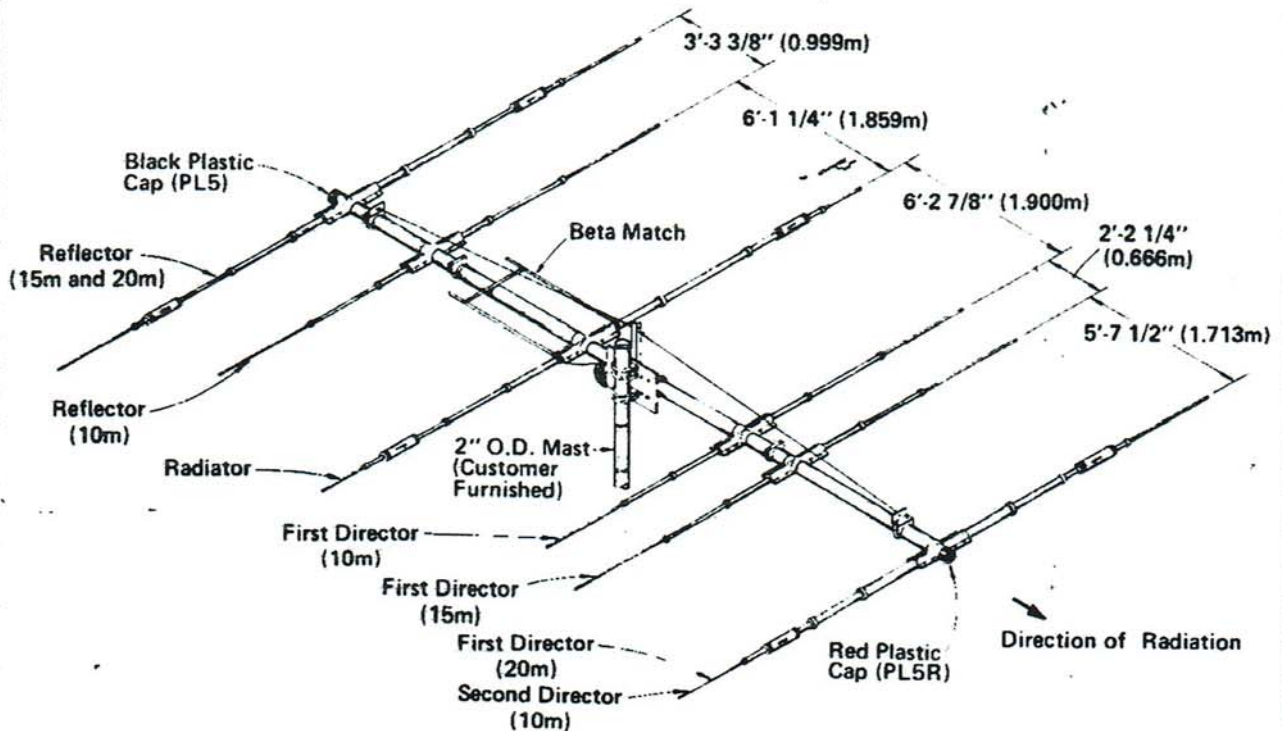 3'-3 3/8" (0.999m)
6'-1 1/4" (1.859m)
Black Plastic
Cap (PL5)
6'-2 7/8" (1.900m)
Beta Match
2'-2 1/4"
(0.666m)
Reflector
(15m and 20m)
5'-7 1/2" (1.713m)
Reflector
(10m)
2" O.D. Mast
(Customer
Furnished)
Radiator
First Director
(10m)
First Director
(15m)
First Director
(20m)
Second Director
(10m)
Red Plastic
Cap (PL5R)
Direction of Radiation